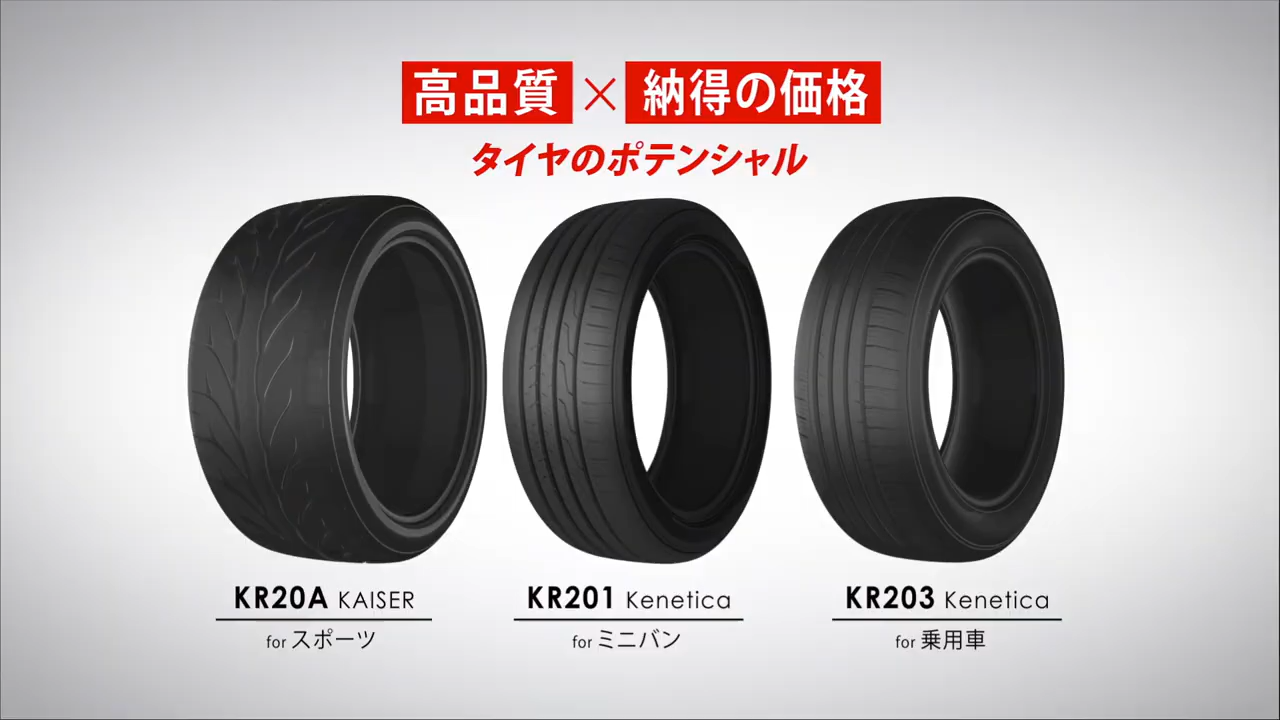 高品質×納得の価格
タイヤのポテンシャル
KR20A KAISER
for スポーツ
KR201 Kenetica
for ミニバン
KR203 Kenetica
for 乗用車